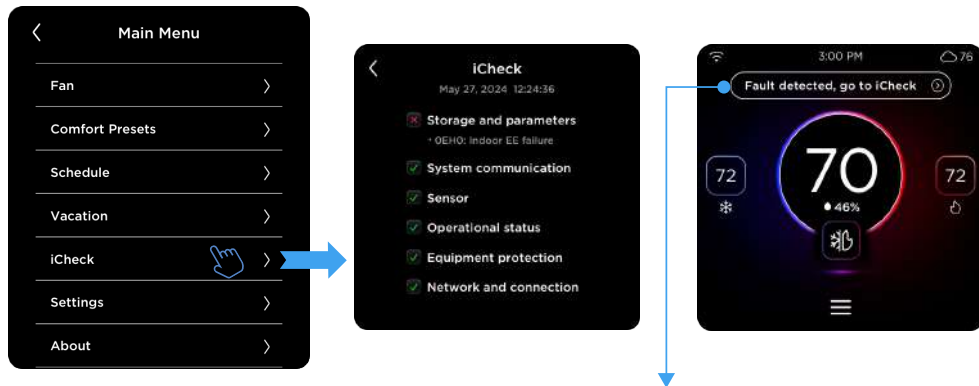 Main Menu
Fan
Comfort Presets
Schedule
Vacation
iCheck
Settings
About
iCheck
May 27, 2024 12:24:36
Storage and parameters
• 0EH0: Indoor EE failure
System communication
Sensor
Operational status
Equipment protection
Network and connection
3:00 PM
76
Fault detected, go to iCheck
72
70
46%
72